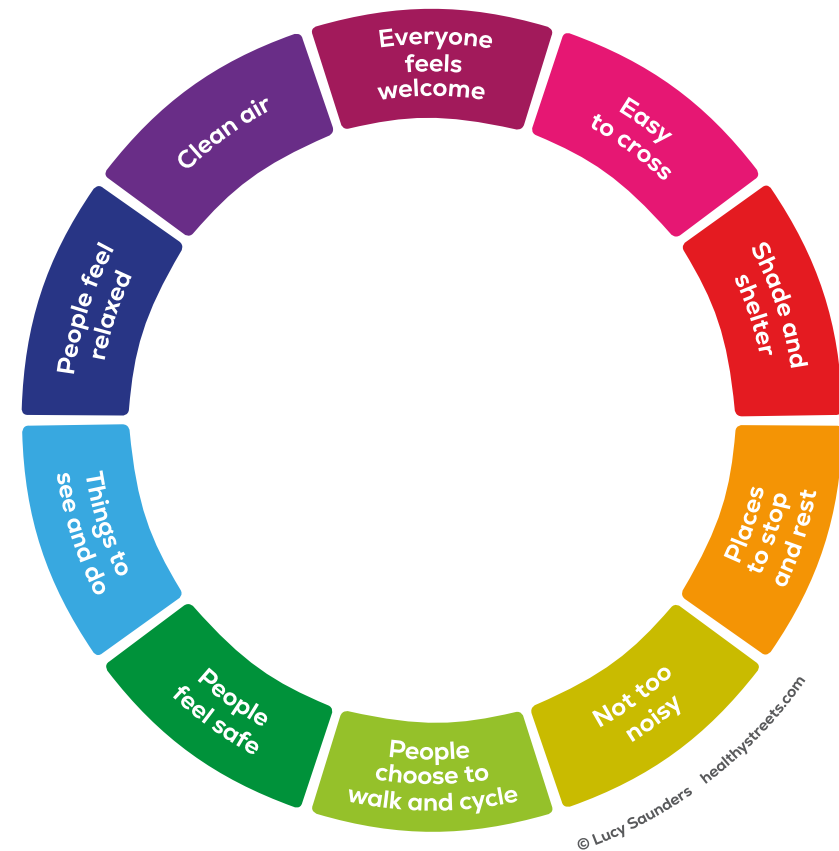 Everyone
feels
welcome
Easy
to cross
Shade and
shelter
Places
to stop
and rest
Not too
noisy
People
choose to
walk and cycle
People
feel safe
Things to
see and do
People feel
relaxed
Clean air
© Lucy Saunders healthystreets.com